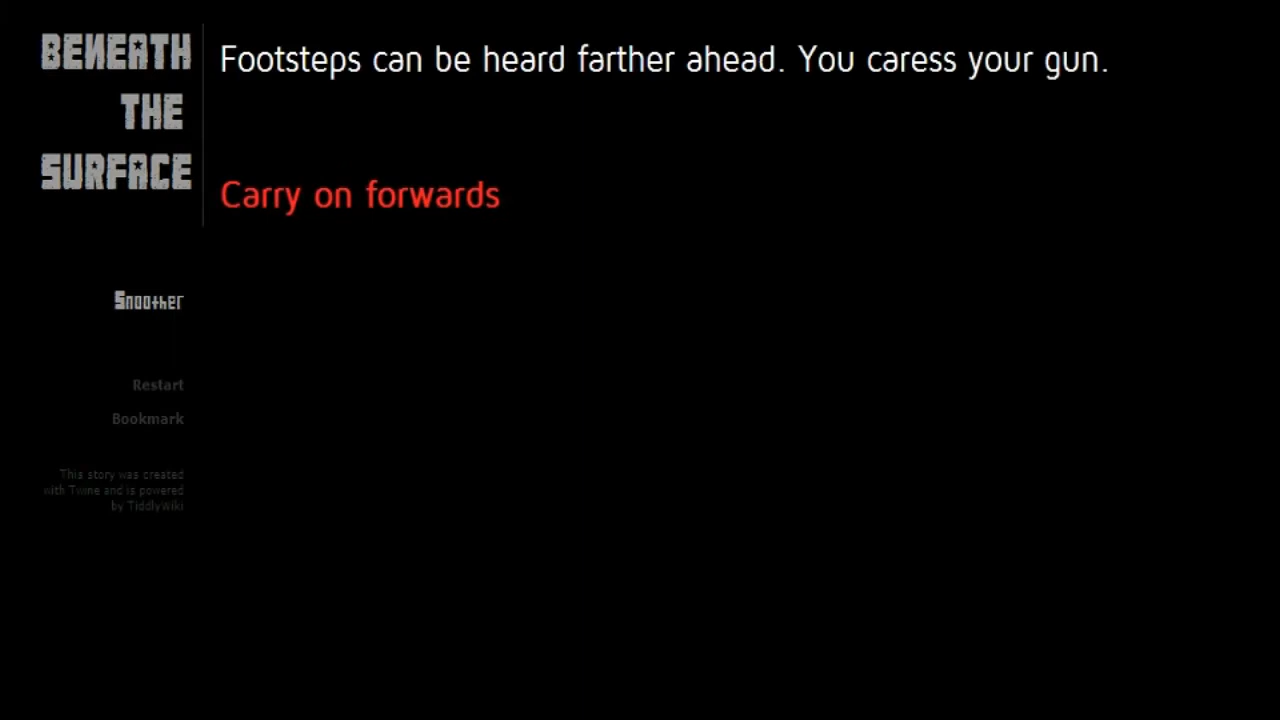 BENEATH
THE
SURFACE
Footsteps can be heard farther ahead. You caress your gun.
Carry on forwards
Snoother
Restart
Bookmark
This story was created
with Twine and is powered
by TiddlyWiki